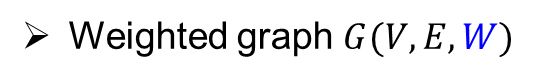 ➢ Weighted graph G(V, E, W)